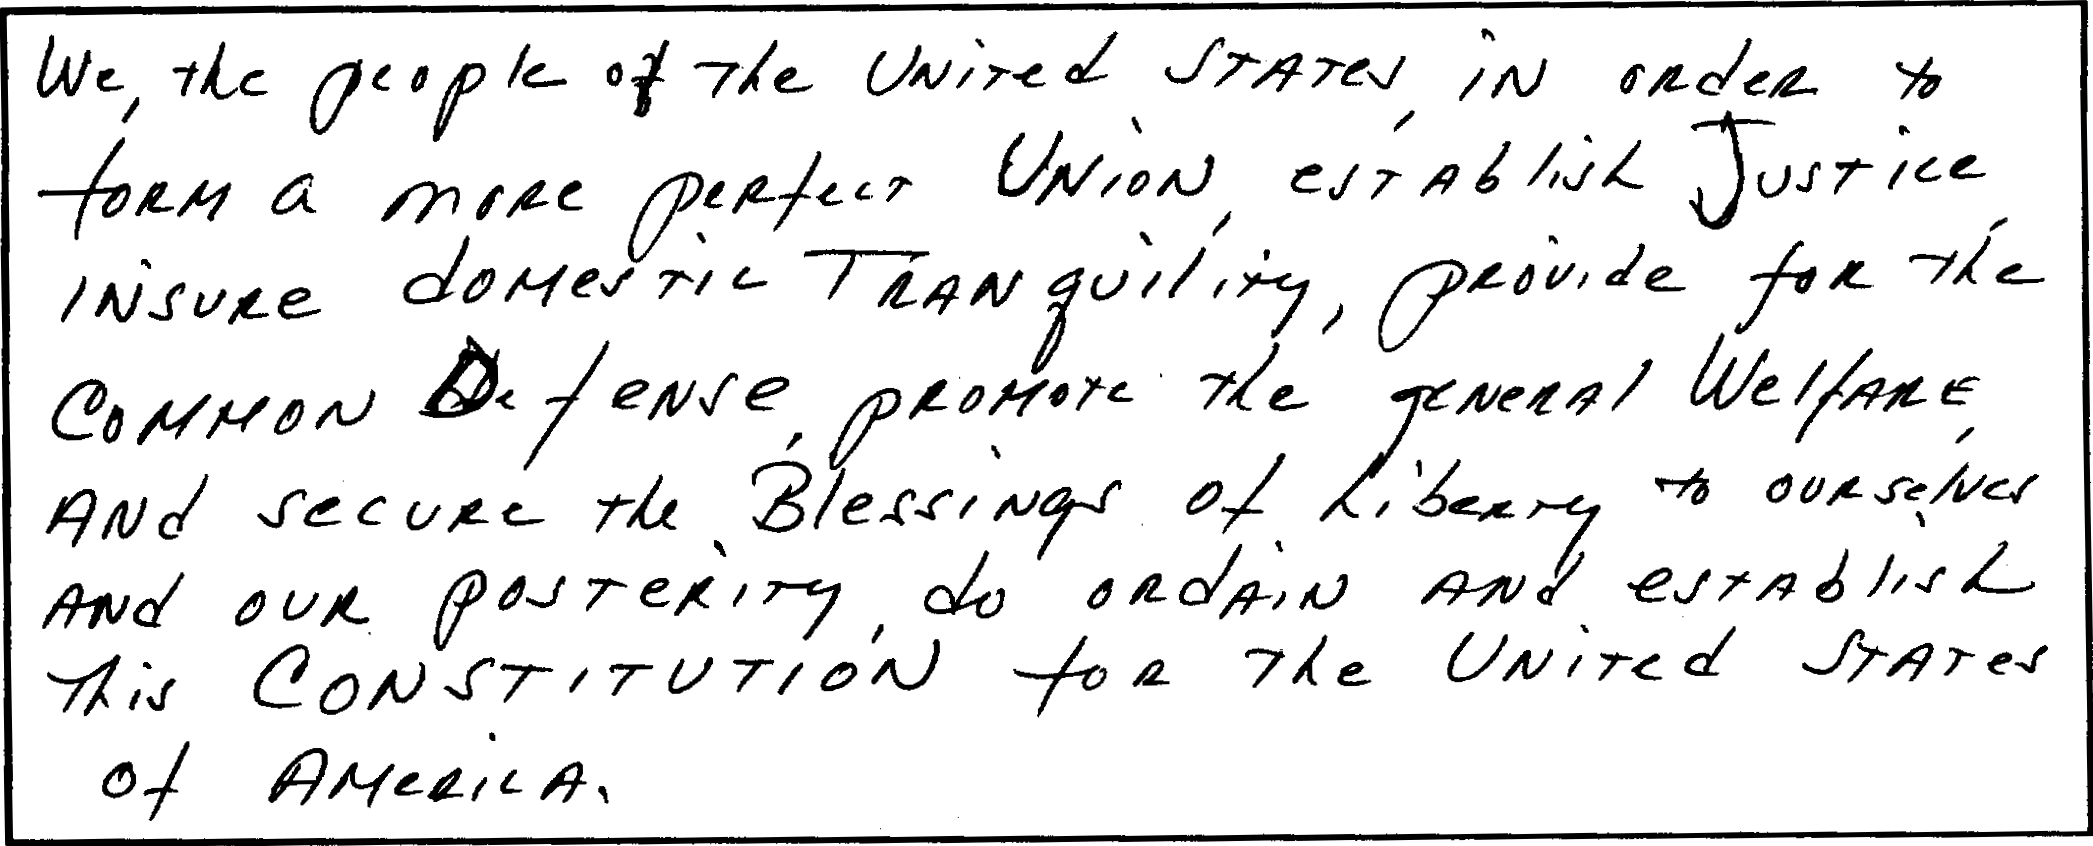 We, the people of the United States, in order to
form a more perfect Union, establish Justice,
insure domestic Tranquility, provide for the
common Defense, promote the general Welfare,
and secure the Blessings of Liberty to ourselves
and our posterity, do ordain and establish
this Constitution for the United States
of America.